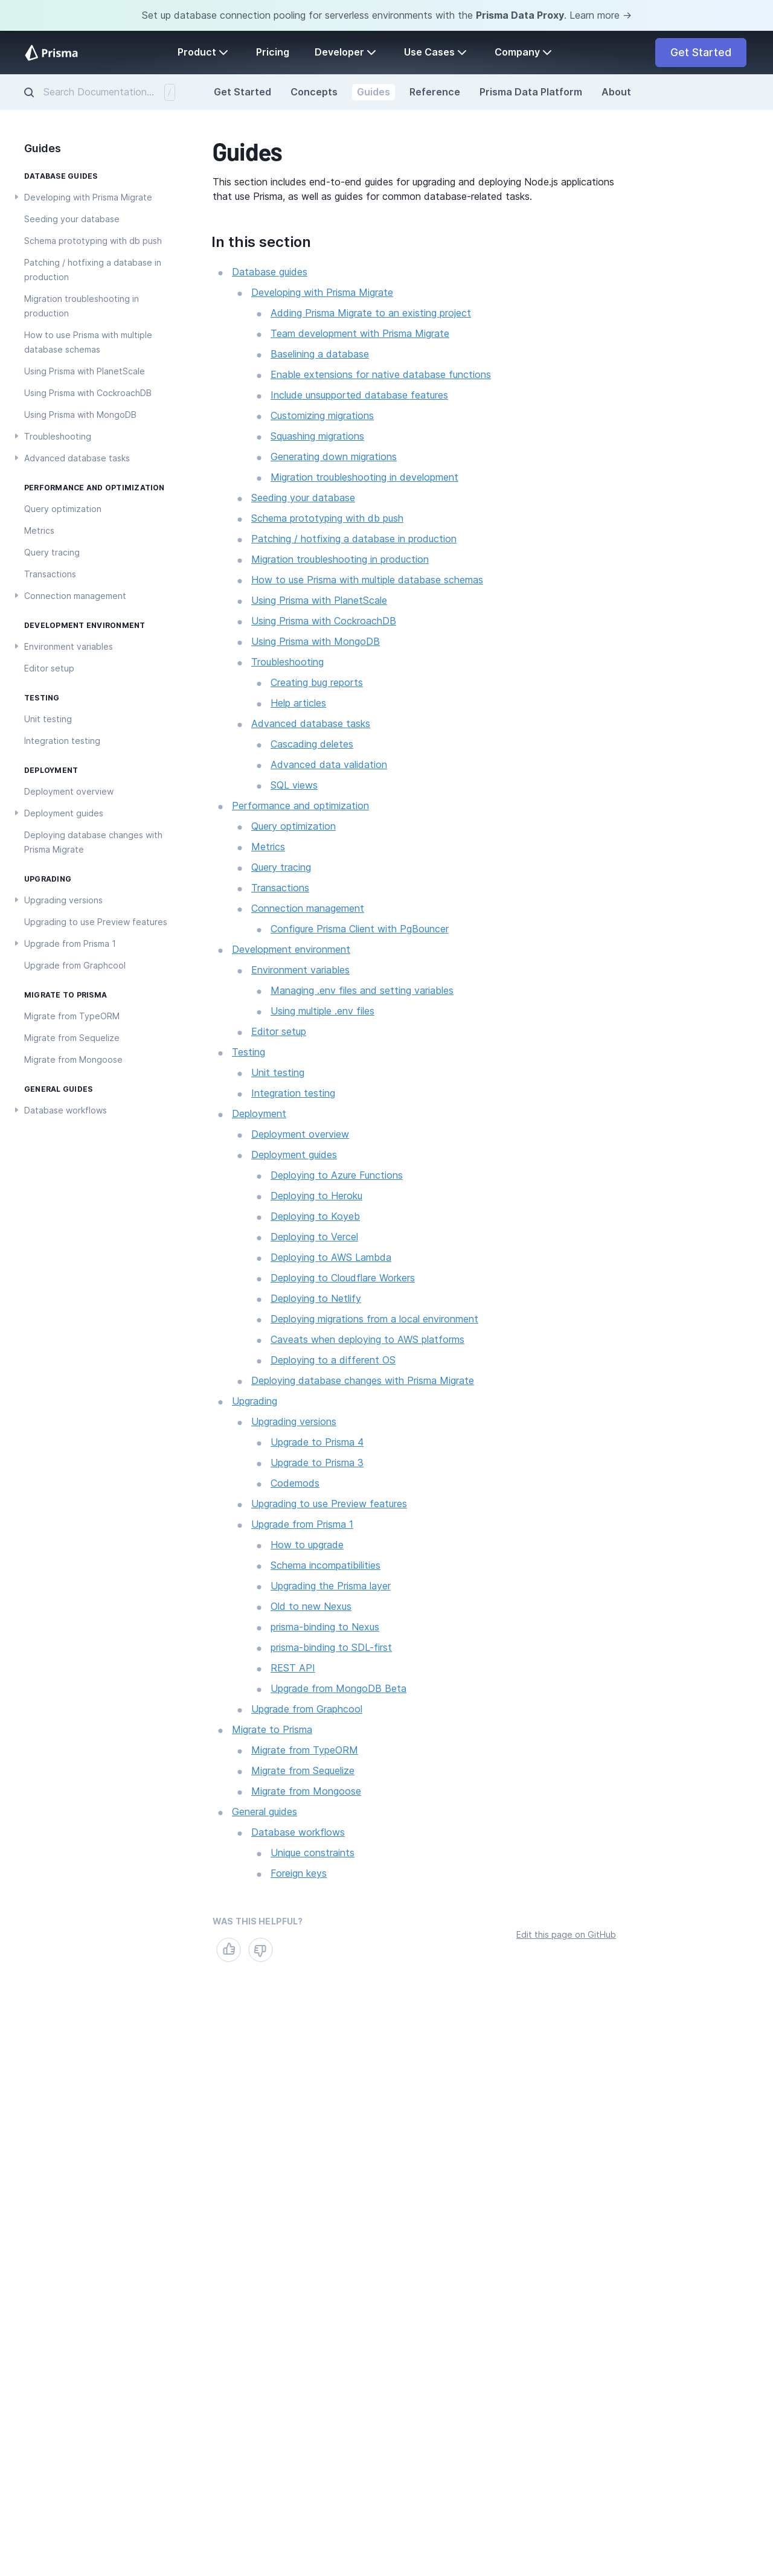 Set up database connection pooling for serverless environments with the Prisma Data Proxy. Learn more →
Prisma
Product
Pricing
Developer
Use Cases
Company
Get Started
Search Documentation... /
Get Started
Concepts
Guides
Reference
Prisma Data Platform
About
Guides
DATABASE GUIDES
Developing with Prisma Migrate
Seeding your database
Schema prototyping with db push
Patching / hotfixing a database in
production
Migration troubleshooting in
production
How to use Prisma with multiple
database schemas
Using Prisma with PlanetScale
Using Prisma with CockroachDB
Using Prisma with MongoDB
Troubleshooting
Advanced database tasks
PERFORMANCE AND OPTIMIZATION
Query optimization
Metrics
Query tracing
Transactions
Connection management
DEVELOPMENT ENVIRONMENT
Environment variables
Editor setup
TESTING
Unit testing
Integration testing
DEPLOYMENT
Deployment overview
Deployment guides
Deploying database changes with
Prisma Migrate
UPGRADING
Upgrading versions
Upgrading to use Preview features
Upgrade from Prisma 1
Upgrade from Graphcool
MIGRATE TO PRISMA
Migrate from TypeORM
Migrate from Sequelize
Migrate from Mongoose
GENERAL GUIDES
Database workflows
Guides
This section includes end-to-end guides for upgrading and deploying Node.js applications
that use Prisma, as well as guides for common database-related tasks.
In this section
Database guides
Developing with Prisma Migrate
Adding Prisma Migrate to an existing project
Team development with Prisma Migrate
Baselining a database
Enable extensions for native database functions
Include unsupported database features
Customizing migrations
Squashing migrations
Generating down migrations
Migration troubleshooting in development
Seeding your database
Schema prototyping with db push
Patching / hotfixing a database in production
Migration troubleshooting in production
How to use Prisma with multiple database schemas
Using Prisma with PlanetScale
Using Prisma with CockroachDB
Using Prisma with MongoDB
Troubleshooting
Creating bug reports
Help articles
Advanced database tasks
Cascading deletes
Advanced data validation
SQL views
Performance and optimization
Query optimization
Metrics
Query tracing
Transactions
Connection management
Configure Prisma Client with PgBouncer
Development environment
Environment variables
Managing .env files and setting variables
Using multiple .env files
Editor setup
Testing
Unit testing
Integration testing
Deployment
Deployment overview
Deployment guides
Deploying to Azure Functions
Deploying to Heroku
Deploying to Koyeb
Deploying to Vercel
Deploying to AWS Lambda
Deploying to Cloudflare Workers
Deploying to Netlify
Deploying migrations from a local environment
Caveats when deploying to AWS platforms
Deploying to a different OS
Deploying database changes with Prisma Migrate
Upgrading
Upgrading versions
Upgrade to Prisma 4
Upgrade to Prisma 3
Codemods
Upgrading to use Preview features
Upgrade from Prisma 1
How to upgrade
Schema incompatibilities
Upgrading the Prisma layer
Old to new Nexus
prisma-binding to Nexus
prisma-binding to SDL-first
REST API
Upgrade from MongoDB Beta
Upgrade from Graphcool
Migrate to Prisma
Migrate from TypeORM
Migrate from Sequelize
Migrate from Mongoose
General guides
Database workflows
Unique constraints
Foreign keys
WAS THIS HELPFUL?
Edit this page on GitHub